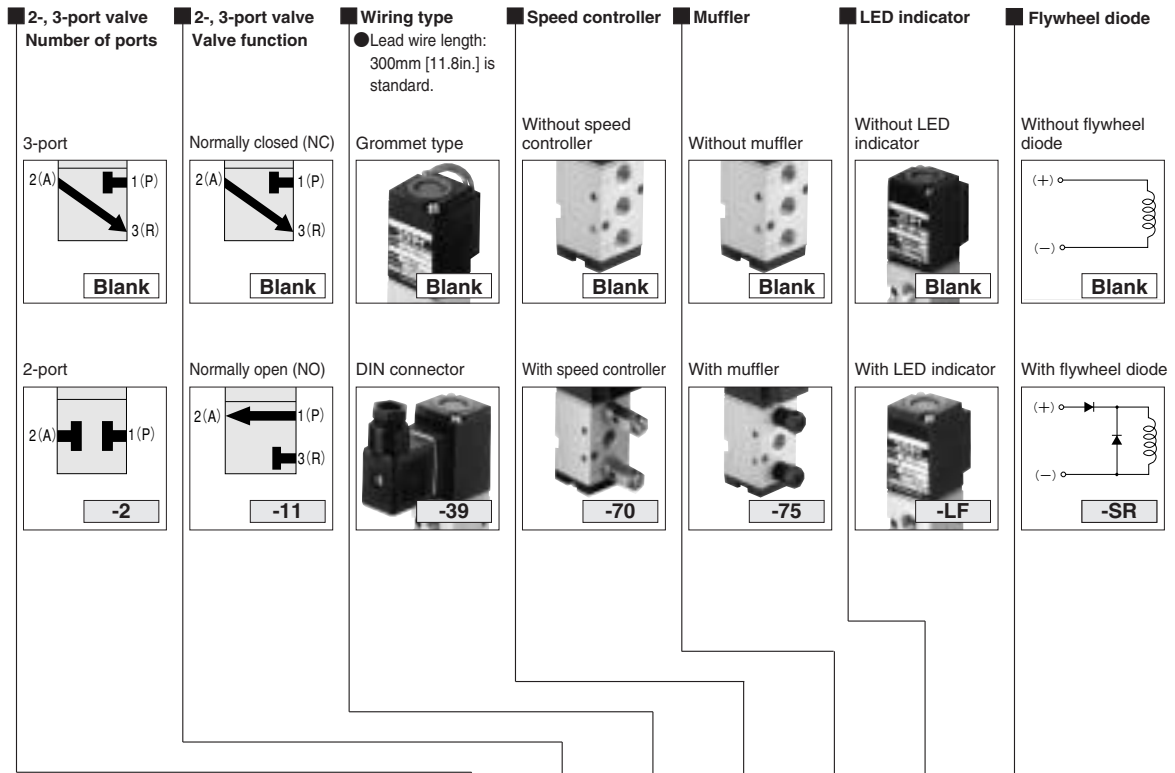 2-, 3-port valve
Number of ports
2-, 3-port valve
Valve function
Wiring type
●Lead wire length:
300mm [11.8in.] is
standard.
Speed controller
Muffler
LED indicator
Flywheel diode
3-port
2(A)
1(P)
3(R)
Blank
Normally closed (NC)
2(A)
1(P)
3(R)
Blank
Grommet type
Blank
Without speed
controller
Blank
Without muffler
Blank
Without LED
indicator
Blank
Without flywheel
diode
(+)
(−)
Blank
2-port
2(A)
1(P)
-2
Normally open (NO)
2(A)
1(P)
3(R)
-11
DIN connector
-39
With speed controller
-70
With muffler
-75
With LED indicator
-LF
With flywheel diode
(+)
(−)
-SR